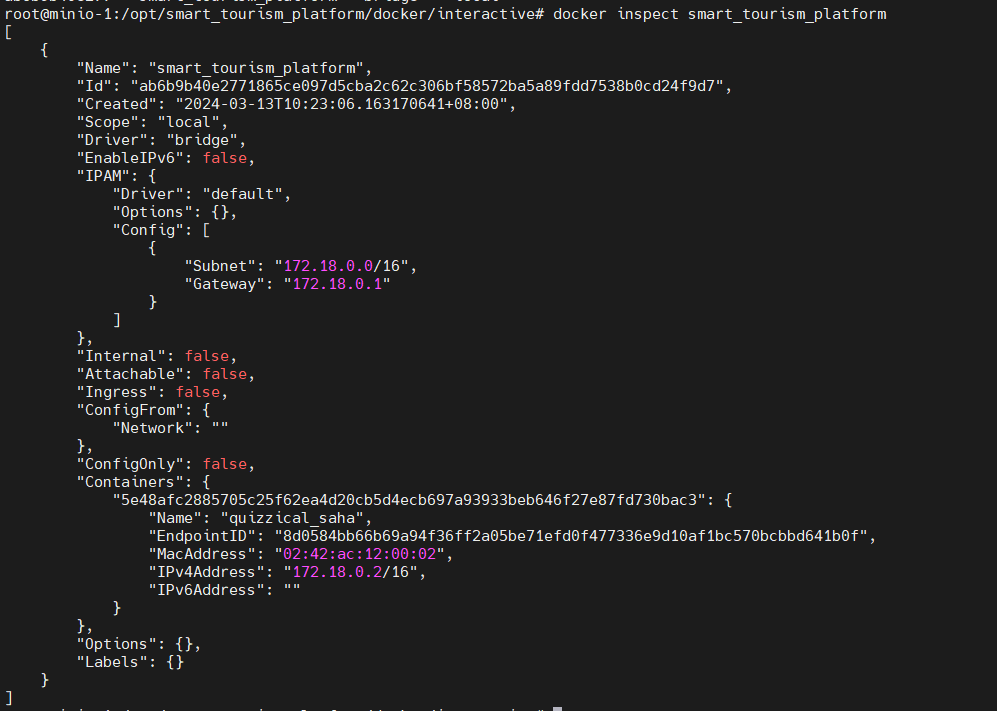 root@minio-1:/opt/smart_tourism_platform/docker/interactive# docker inspect smart_tourism_platform
[
    {
        "Name": "smart_tourism_platform",
        "Id": "ab6b9b40e2771865ce097d5cba2c62c306bf58572ba5a89fdd7538b0cd24f9d7",
        "Created": "2024-03-13T10:23:06.163170641+08:00",
        "Scope": "local",
        "Driver": "bridge",
        "EnableIPv6": false,
        "IPAM": {
            "Driver": "default",
            "Options": {},
            "Config": [
                {
                    "Subnet": "172.18.0.0/16",
                    "Gateway": "172.18.0.1"
                }
            ]
        },
        "Internal": false,
        "Attachable": false,
        "Ingress": false,
        "ConfigFrom": {
            "Network": ""
        },
        "ConfigOnly": false,
        "Containers": {
            "5e48afc2885705c25f62ea4d20cb5d4ecb697a93933beb646f27e87fd730bac3": {
                "Name": "quizzical_saha",
                "EndpointID": "8d0584bb66b69a94f36ff2a05be71efd0f477336e9d10af1bc570bcbbd641b0f",
                "MacAddress": "02:42:ac:12:00:02",
                "IPv4Address": "172.18.0.2/16",
                "IPv6Address": ""
            }
        },
        "Options": {},
        "Labels": {}
    }
]